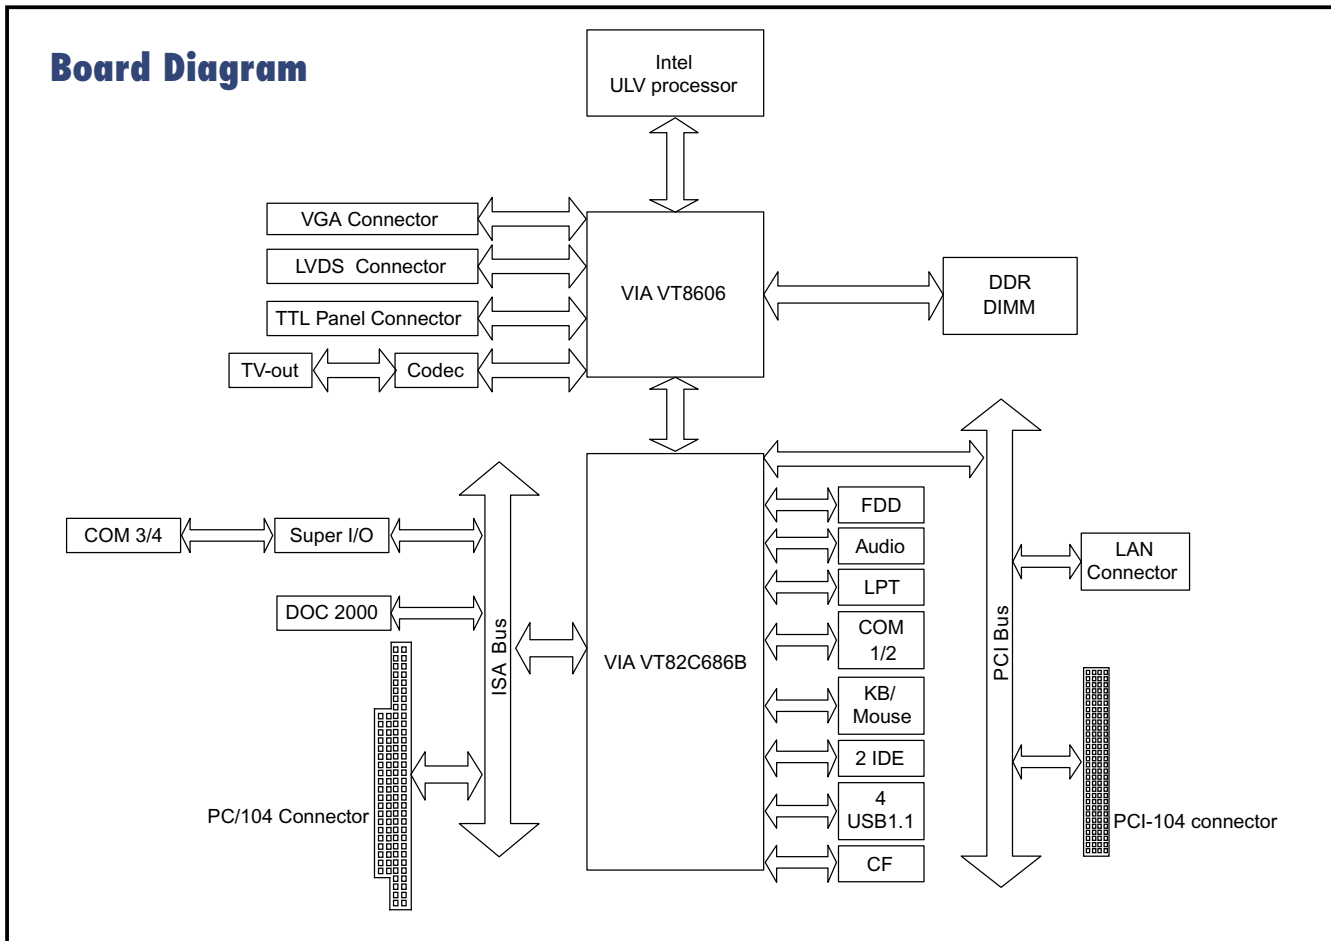 Board Diagram
Intel
ULV processor
VGA Connector
LVDS Connector
TTL Panel Connector
TV-out
Codec
VIA VT8606
DDR
DIMM
COM 3/4
Super I/O
DOC 2000
ISA Bus
PC/104 Connector
VIA VT82C686B
FDD
Audio
LPT
COM
1/2
KB/
Mouse
2 IDE
4
USB1.1
CF
PCI Bus
LAN
Connector
PCI-104 connector